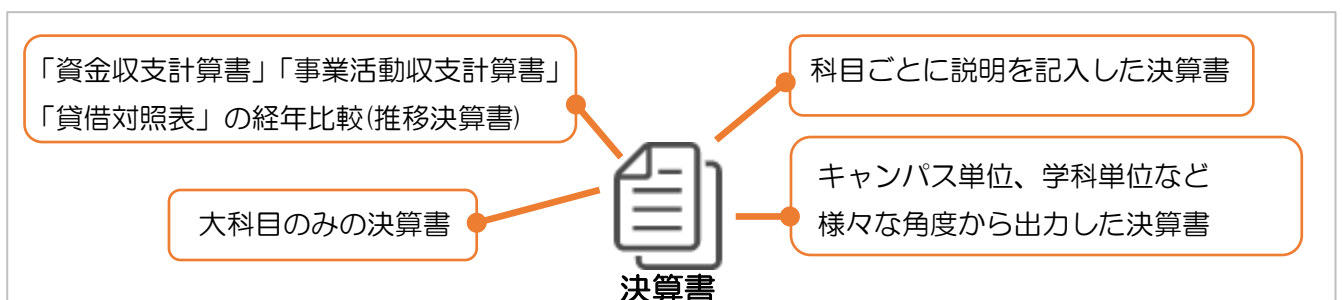 「資金収支計算書」「事業活動収支計算書」
「貸借対照表」の経年比較(推移決算書)
科目ごとに説明を記入した決算書
大科目のみの決算書
キャンパス単位、学科単位など
様々な角度から出力した決算書
決算書